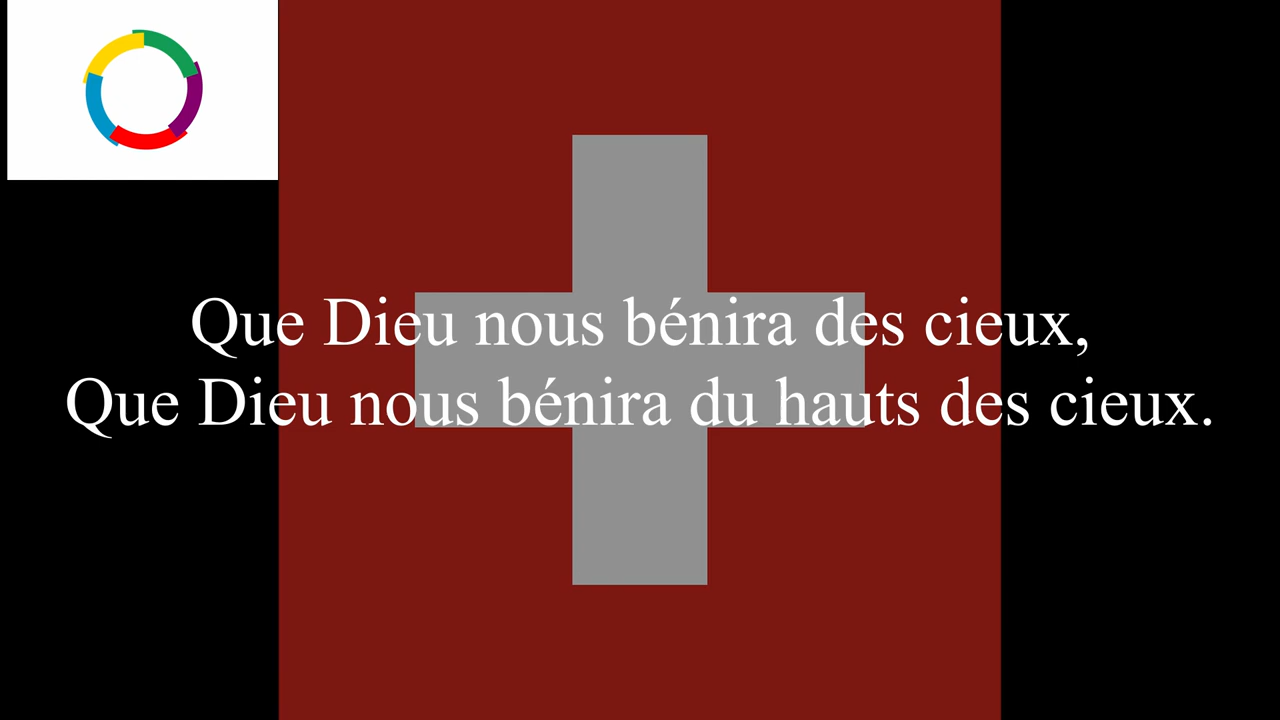 Que Dieu nous bénira des cieux,
Que Dieu nous bénira du hauts des cieux.